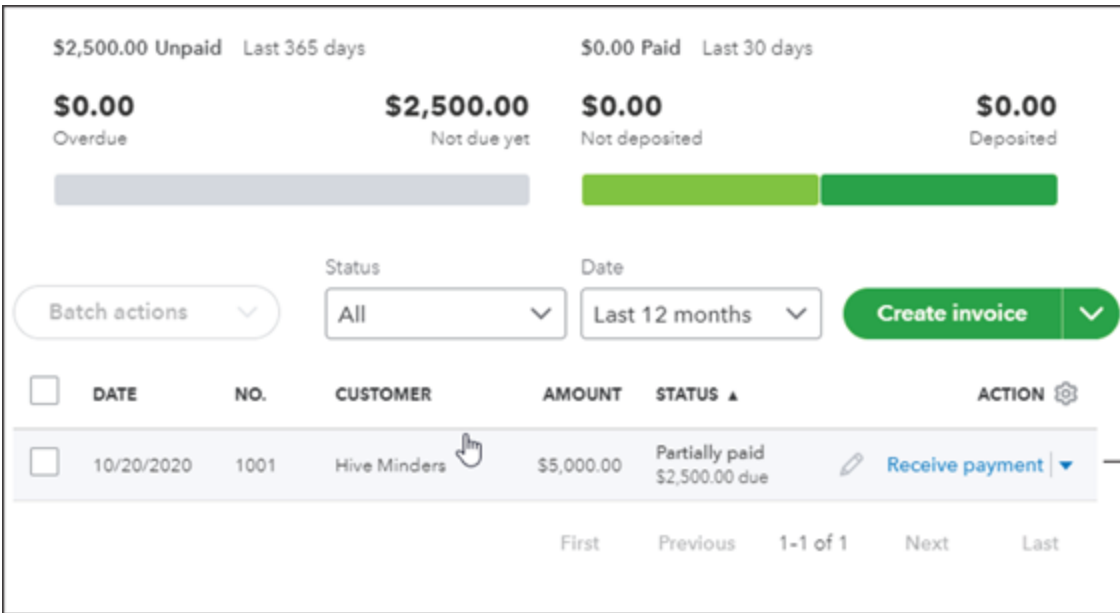 $2,500.00 Unpaid Last 365 days
$0.00 Paid Last 30 days
$0.00 $2,500.00
Overdue Not due yet
$0.00 $0.00
Not deposited Deposited
Status Date
Batch actions All Last 12 months Create invoice
DATE NO. CUSTOMER AMOUNT STATUS ▲ ACTION
10/20/2020 1001 Hive Minders $5,000.00 Partially paid Receive payment
$2,500.00 due
First Previous 1-1 of 1 Next Last